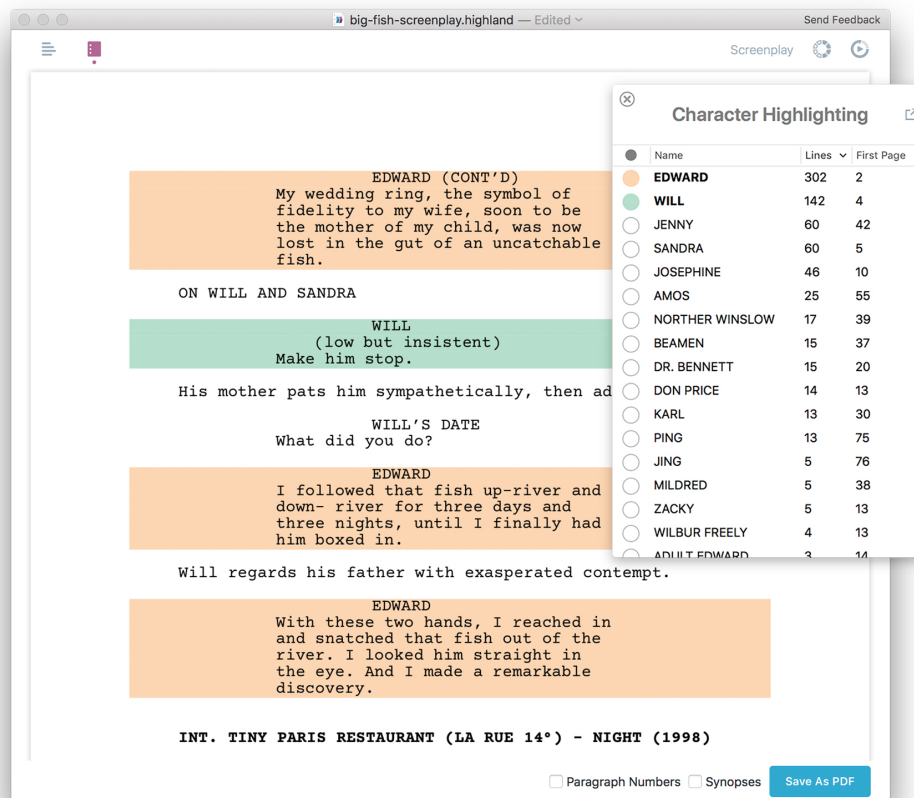 big-fish-screenplay.highland — Edited
Send Feedback
Screenplay
EDWARD (CONT'D)
My wedding ring, the symbol of
fidelity to my wife, soon to be
the mother of my child, was now
lost in the gut of an uncatchable
fish.
ON WILL AND SANDRA
WILL
(low but insistent)
Make him stop.
His mother pats him sympathetically, then ad
WILL'S DATE
What did you do?
EDWARD
I followed that fish up-river and
down- river for three days and
three nights, until I finally had
him boxed in.
Will regards his father with exasperated contempt.
EDWARD
With these two hands, I reached in
and snatched that fish out of the
river. I looked him straight in
the eye. And I made a remarkable
discovery.
INT. TINY PARIS RESTAURANT (LA RUE 14°) - NIGHT (1998)
Character Highlighting
Name Lines First Page
EDWARD 302 2
WILL 142 4
JENNY 60 42
SANDRA 60 5
JOSEPHINE 46 10
AMOS 25 55
NORTHER WINSLOW 17 39
BEAMEN 15 37
DR. BENNETT 15 20
DON PRICE 14 13
KARL 13 30
PING 13 75
JING 5 76
MILDRED 5 38
ZACKY 5 13
WILBUR FREELY 4 13
ADULT EDWARD 3 14
Paragraph Numbers Synopses Save As PDF